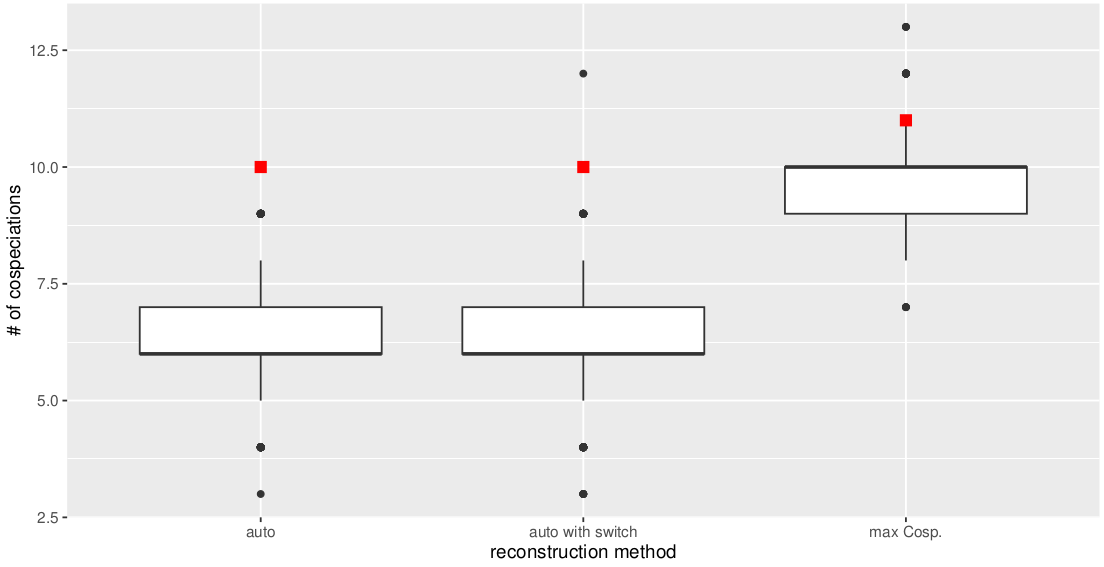 # of cospeciations
12.5
10.0
7.5
5.0
2.5
auto
auto with switch
max Cosp.
reconstruction method